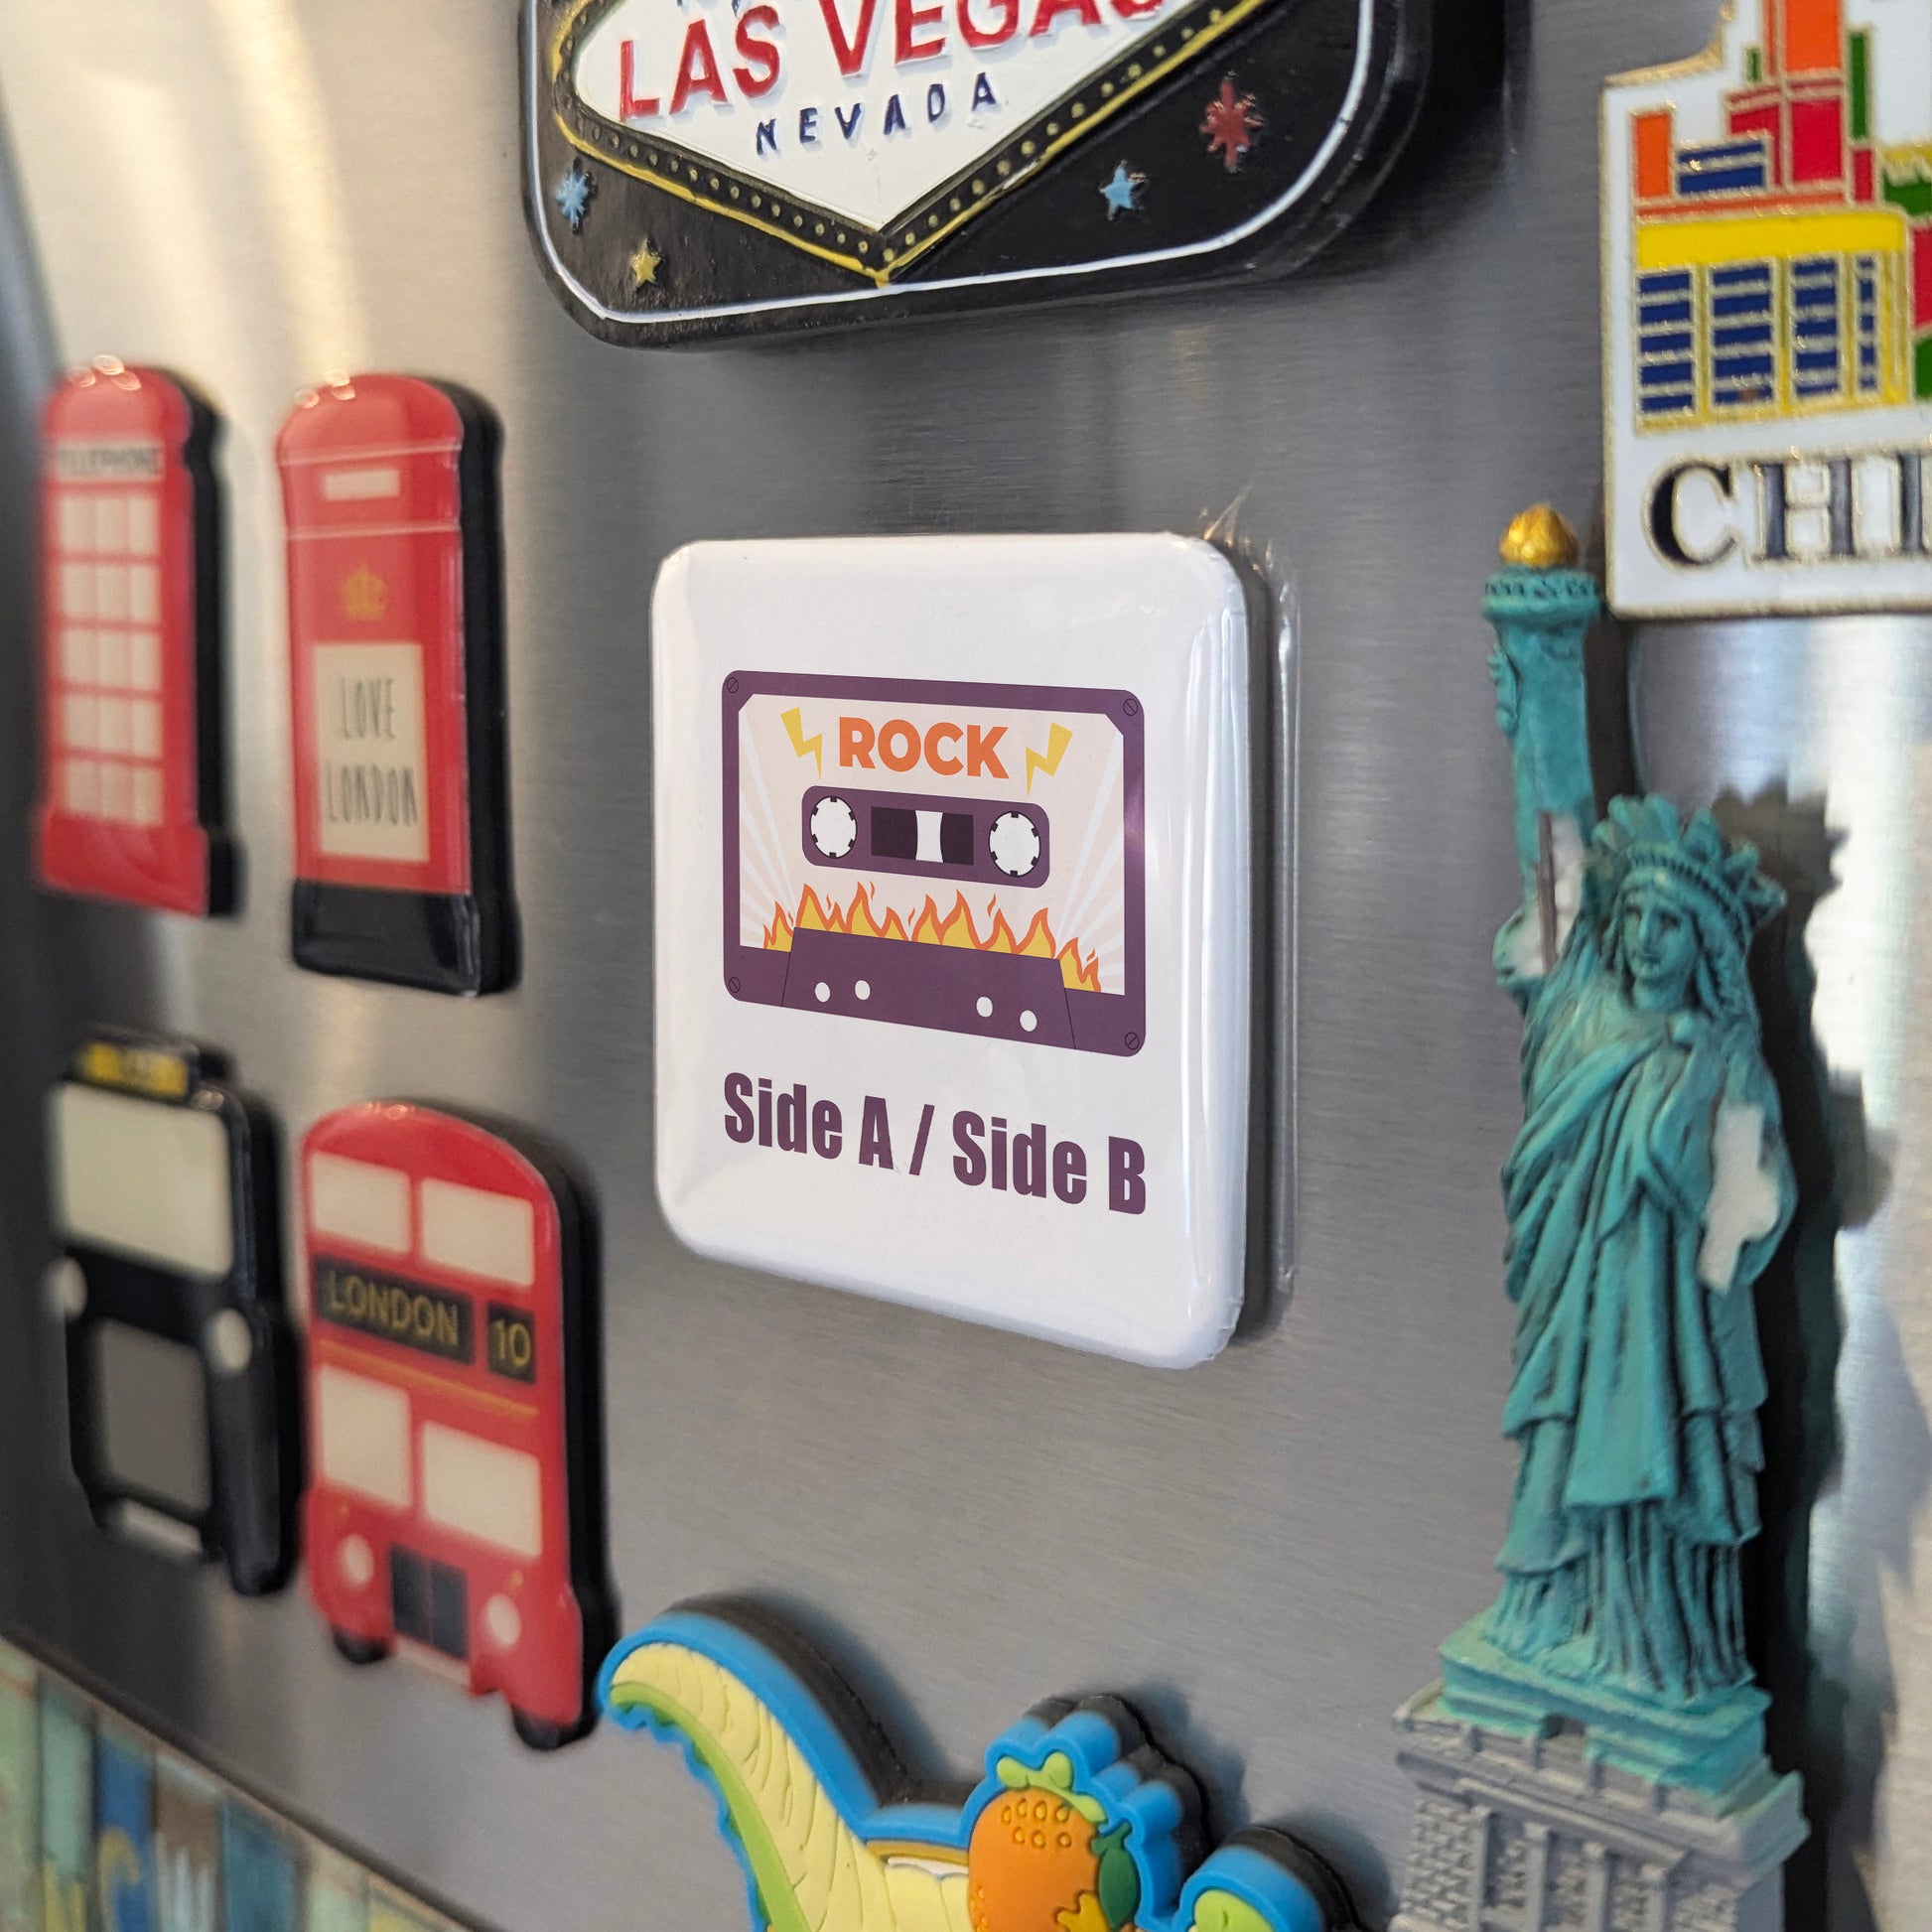 LAS VEGAS
NEVADA
CHI
TELEPHONE
LOVE
LONDON
ROCK
Side A / Side B
LONDON 10